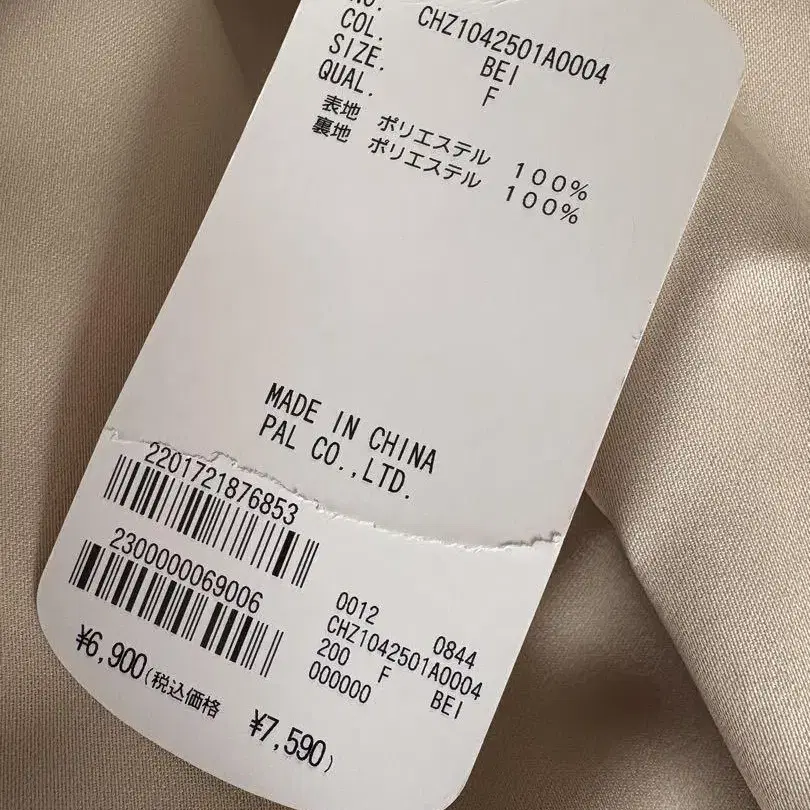 NO. CHZ1042501A0004
COL. BEI
SIZE. F
QUAL.
表地 ポリエステル 100%
裏地 ポリエステル 100%
MADE IN CHINA
PAL CO.,LTD.
2201721876853
2300000069006
0012 0844
CHZ1042501A0004
200 F BEI
000000
¥6,900(税込価格 ¥7,590)